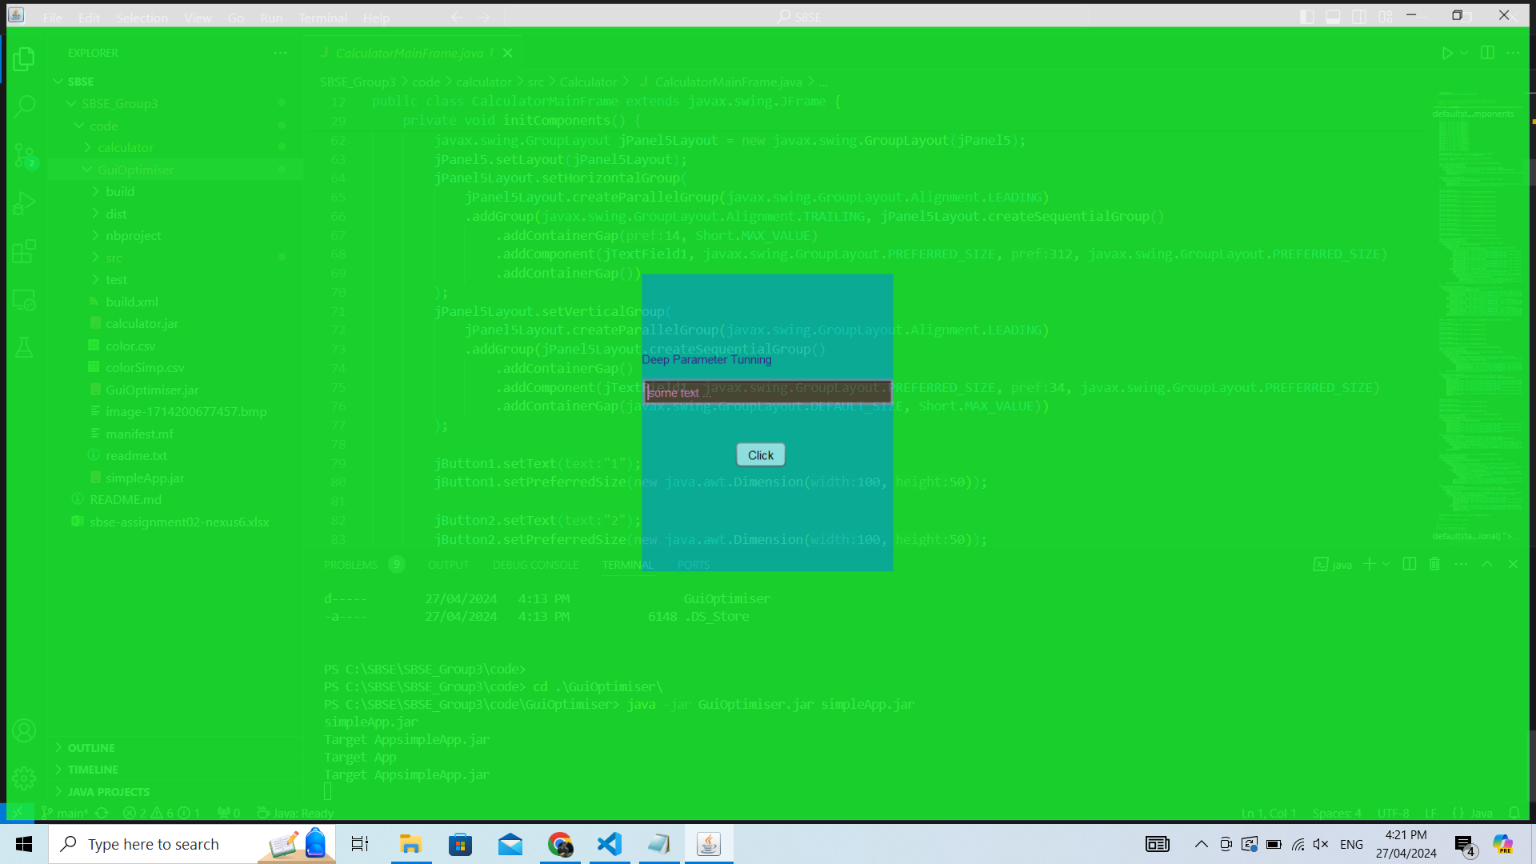 File Edit Selection View Go Run Terminal Help
SBSE
EXPLORER
SBSE
SBSE_Group3
code
calculator
GuiOptimiser
build
dist
nbproject
src
test
build.xml
calculator.jar
color.csv
colorSimp.csv
GuiOptimiser.jar
image-1714200677457.bmp
manifest.mf
readme.txt
simpleApp.jar
README.md
sbse-assignment02-nexus6.xlsx
OUTLINE
TIMELINE
JAVA PROJECTS
CalculatorMainFrame.java 1
SBSE_Group3 > code > calculator > src > Calculator > CalculatorMainFrame.java > ...
12 public class CalculatorMainFrame extends javax.swing.JFrame {
29 private void initComponents() {
62 javax.swing.GroupLayout jPanel5Layout = new javax.swing.GroupLayout(jPanel5);
63 jPanel5.setLayout(jPanel5Layout);
64 jPanel5Layout.setHorizontalGroup(
65 jPanel5Layout.createParallelGroup(javax.swing.GroupLayout.Alignment.LEADING)
66 .addGroup(javax.swing.GroupLayout.Alignment.TRAILING, jPanel5Layout.createSequentialGroup()
67 .addContainerGap(pref:14, Short.MAX_VALUE)
68 .addComponent(jTextField1, javax.swing.GroupLayout.PREFERRED_SIZE, pref:312, javax.swing.GroupLayout.PREFERRED_SIZE)
69 .addContainerGap())
70 );
71 jPanel5Layout.setVerticalGroup(
72 jPanel5Layout.createParallelGroup(javax.swing.GroupLayout.Alignment.LEADING)
73 .addGroup(jPanel5Layout.createSequentialGroup()
74 .addContainerGap()
75 .addComponent(jTextField1, javax.swing.GroupLayout.PREFERRED_SIZE, pref:34, javax.swing.GroupLayout.PREFERRED_SIZE)
76 .addContainerGap(javax.swing.GroupLayout.DEFAULT_SIZE, Short.MAX_VALUE))
77 );
78
79 jButton1.setText(text:"1");
80 jButton1.setPreferredSize(new java.awt.Dimension(width:100, height:50));
81
82 jButton2.setText(text:"2");
83 jButton2.setPreferredSize(new java.awt.Dimension(width:100, height:50));
Deep Parameter Tunning
some text ...
Click
PROBLEMS 9 OUTPUT DEBUG CONSOLE TERMINAL PORTS
java
d----- 27/04/2024 4:13 PM GuiOptimiser
-a---- 27/04/2024 4:13 PM 6148 .DS_Store
PS C:\SBSE\SBSE_Group3\code>
PS C:\SBSE\SBSE_Group3\code> cd .\GuiOptimiser\
PS C:\SBSE\SBSE_Group3\code\GuiOptimiser> java -jar GuiOptimiser.jar simpleApp.jar
simpleApp.jar
Target AppsimpleApp.jar
Target App
Target AppsimpleApp.jar
main* 2 6 1 0 Java: Ready
Ln 1, Col 1 Spaces: 4 UTF-8 LF { } Java
Type here to search
ENG
4:21 PM
27/04/2024
4
PRE